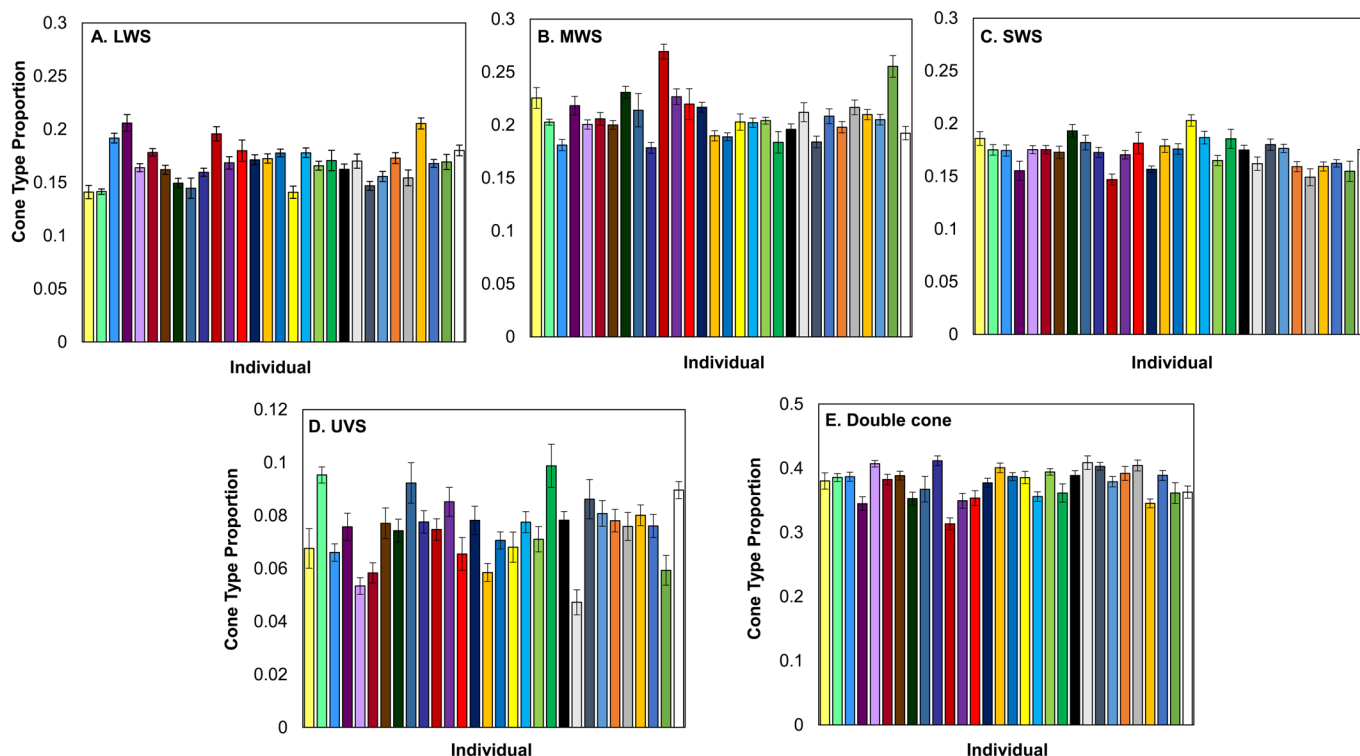 A. LWS
Cone Type Proportion
0.3
0.25
0.2
0.15
0.1
0.05
0
Individual
B. MWS
0.3
0.25
0.2
0.15
0.1
0.05
0
Individual
C. SWS
0.3
0.25
0.2
0.15
0.1
0.05
0
Individual
D. UVS
Cone Type Proportion
0.12
0.1
0.08
0.06
0.04
0.02
0
Individual
E. Double cone
Cone Type Proportion
0.5
0.4
0.3
0.2
0.1
0
Individual